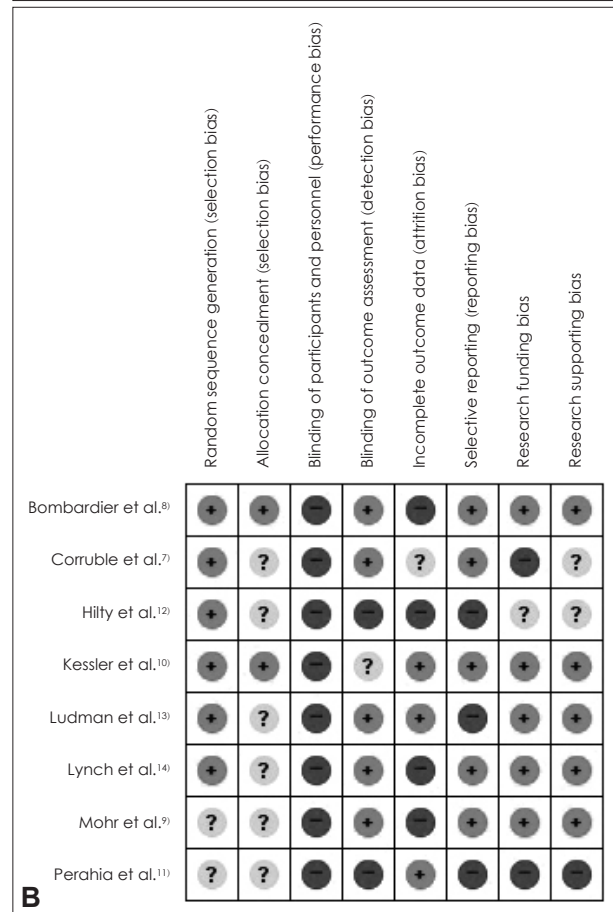 Random sequence generation (selection bias)
Allocation concealment (selection bias)
Blinding of participants and personnel (performance bias)
Blinding of outcome assessment (detection bias)
Incomplete outcome data (attrition bias)
Selective reporting (reporting bias)
Research funding bias
Research supporting bias
Bombardier et al.⁸⁾ + + − + − + + +
Corruble et al.⁷⁾ + ? − + ? + − ?
Hilty et al.¹²⁾ + ? − − − − ? ?
Kessler et al.¹⁰⁾ + + − ? + + + +
Ludman et al.¹³⁾ + ? − + + − + +
Lynch et al.¹⁴⁾ + ? − + − + + +
Mohr et al.⁹⁾ ? ? − + − + + +
Perahia et al.¹¹⁾ ? ? − − + − − −
B